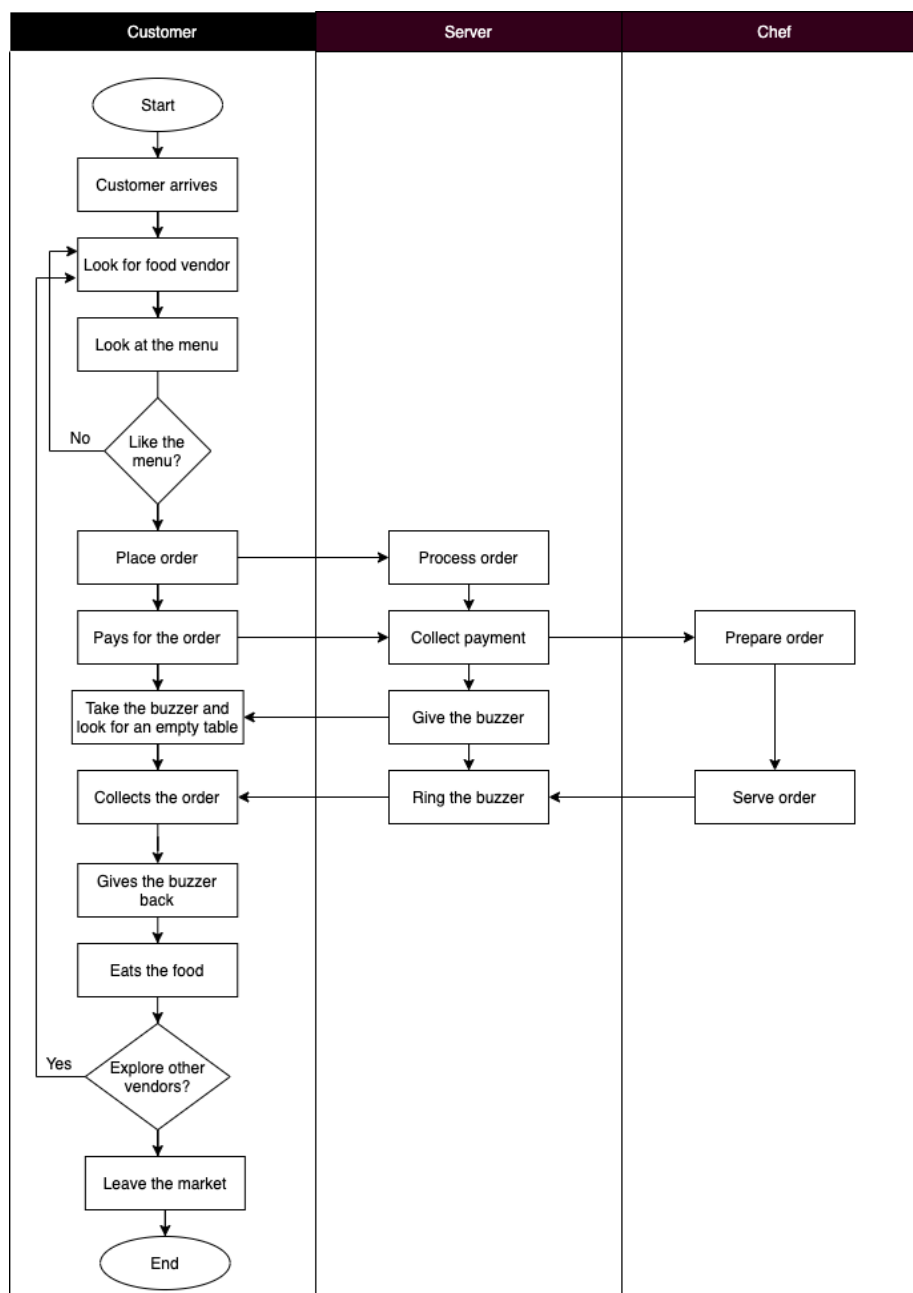 Customer
Server
Chef
Start
Customer arrives
Look for food vendor
Look at the menu
No
Like the
menu?
Place order
Process order
Pays for the order
Collect payment
Prepare order
Take the buzzer and
look for an empty table
Give the buzzer
Collects the order
Ring the buzzer
Serve order
Gives the buzzer
back
Eats the food
Yes
Explore other
vendors?
Leave the market
End